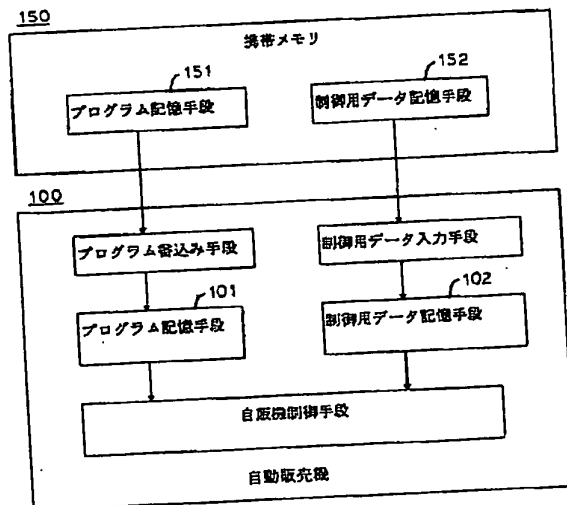 150
携帯メモリ
151
152
プログラム記憶手段
制御用データ記憶手段
100
プログラム書込み手段
制御用データ入力手段
101
102
プログラム記憶手段
制御用データ記憶手段
自販機制御手段
自動販売機